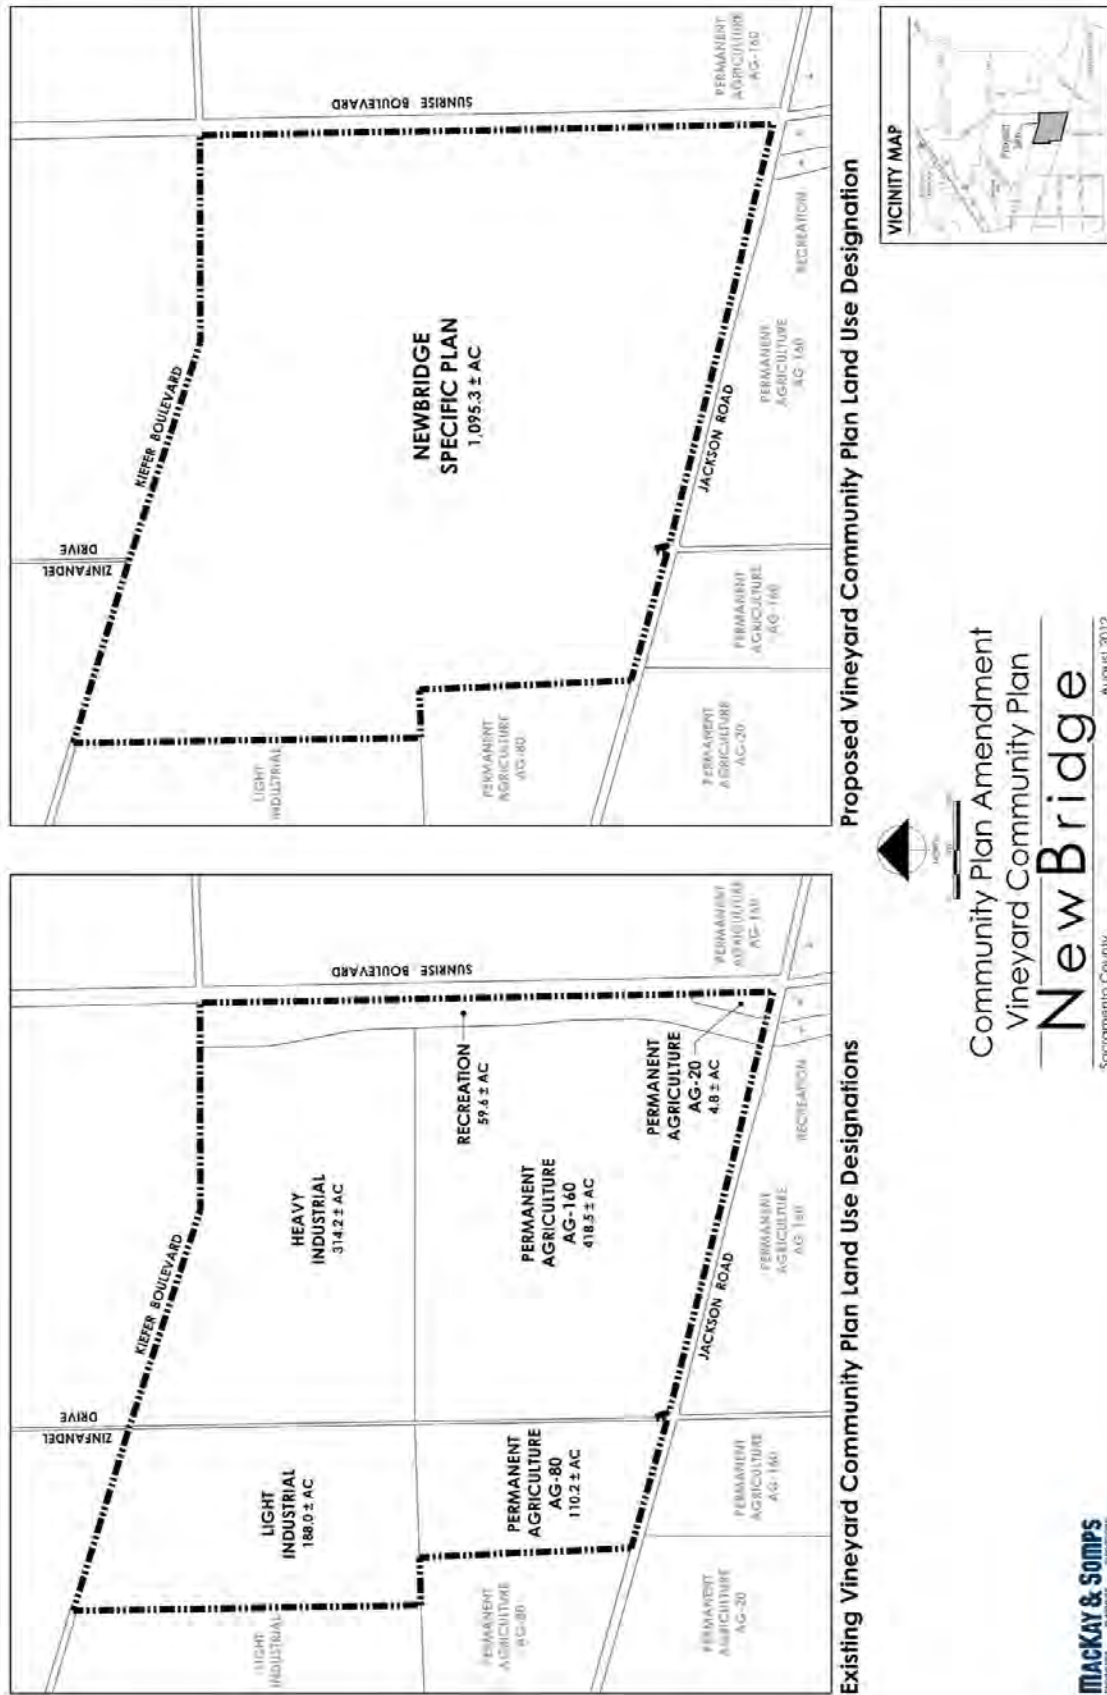 ZINFANDEL
DRIVE
KIEFER BOULEVARD
SUNRISE BOULEVARD
LIGHT
INDUSTRIAL
LIGHT
INDUSTRIAL
188.0 ± AC
HEAVY
INDUSTRIAL
314.2 ± AC
RECREATION
59.6 ± AC
PERMANENT
AGRICULTURE
AG-80
PERMANENT
AGRICULTURE
AG-80
110.2 ± AC
PERMANENT
AGRICULTURE
AG-160
418.5 ± AC
PERMANENT
AGRICULTURE
AG-20
4.8 ± AC
PERMANENT
AGRICULTURE
AG-160
JACKSON ROAD
PERMANENT
AGRICULTURE
AG-20
PERMANENT
AGRICULTURE
AG-160
PERMANENT
AGRICULTURE
AG-160
RECREATION
Existing Vineyard Community Plan Land Use Designations
ZINFANDEL
DRIVE
KIEFER BOULEVARD
SUNRISE BOULEVARD
LIGHT
INDUSTRIAL
NEWBRIDGE
SPECIFIC PLAN
1,095.3 ± AC
PERMANENT
AGRICULTURE
AG-80
PERMANENT
AGRICULTURE
AG-160
JACKSON ROAD
PERMANENT
AGRICULTURE
AG-20
PERMANENT
AGRICULTURE
AG-160
PERMANENT
AGRICULTURE
AG-160
RECREATION
Proposed Vineyard Community Plan Land Use Designation
VICINITY MAP
Project
Site
NORTH
Community Plan Amendment
Vineyard Community Plan
NewBridge
Sacramento County
August 2012
MACKAY & SOMPS